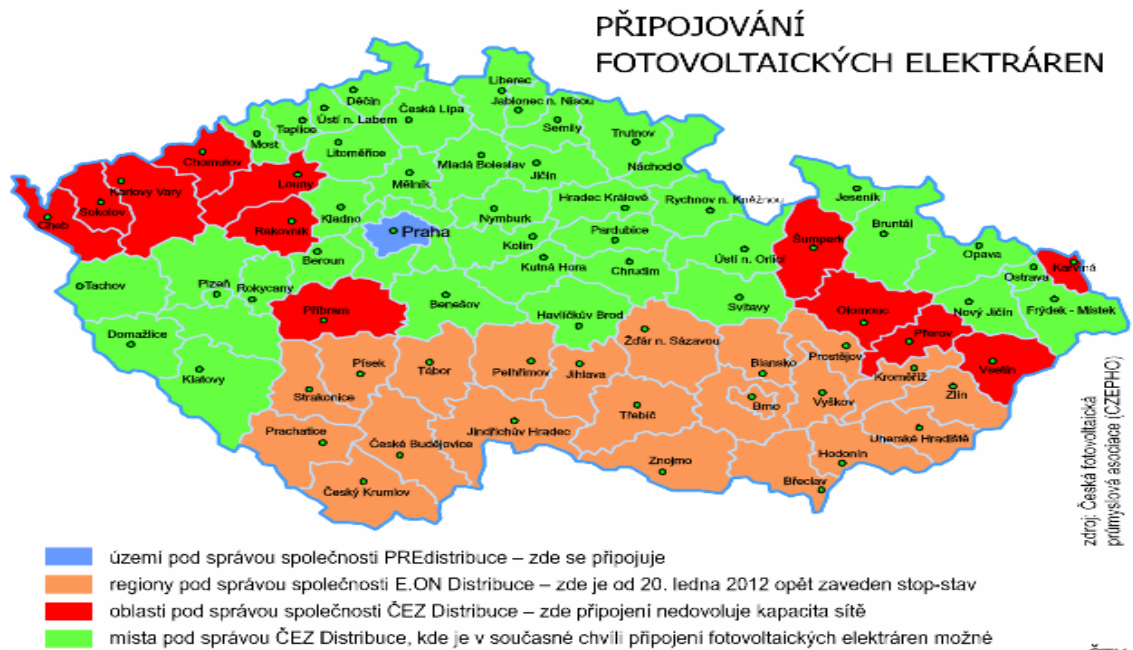 PŘIPOJOVÁNÍ
FOTOVOLTAICKÝCH ELEKTRÁREN
Liberec
Děčín
Jablonec n. Nisou
Česká Lípa
Ústí n. Labem
Teplice
Semily
Trutnov
Most
Litoměřice
Chomutov
Mladá Boleslav
Jičín
Náchod
Louny
Mělník
Karlovy Vary
Jeseník
Hradec Králové
Rychnov n. Kněžnou
Sokolov
Kladno
Nymburk
Cheb
Rakovník
Praha
Pardubice
Bruntál
Šumperk
Kolín
Beroun
Kutná Hora
Chrudim
Ústí n. Orlicí
Opava
Ostrava
Karviná
Tachov
Plzeň
Rokycany
Benešov
Svitavy
Nový Jičín
Frýdek - Místek
Příbram
Havlíčkův Brod
Olomouc
Domažlice
Přerov
Žďár n. Sázavou
Prostějov
Klatovy
Písek
Tábor
Pelhřimov
Jihlava
Blansko
Vsetín
Kroměříž
Strakonice
Zlín
Vyškov
Brno
Třebíč
Prachatice
České Budějovice
Jindřichův Hradec
Uherské Hradiště
Hodonín
Znojmo
Břeclav
Český Krumlov
zdroj: Česká fotovoltaická
průmyslová asociace (CZEPHO)
území pod správou společnosti PREdistribuce – zde se připojuje
regiony pod správou společnosti E.ON Distribuce – zde je od 20. ledna 2012 opět zaveden stop-stav
oblasti pod správou společnosti ČEZ Distribuce – zde připojení nedovoluje kapacita sítě
místa pod správou ČEZ Distribuce, kde je v současné chvíli připojení fotovoltaických elektráren možné